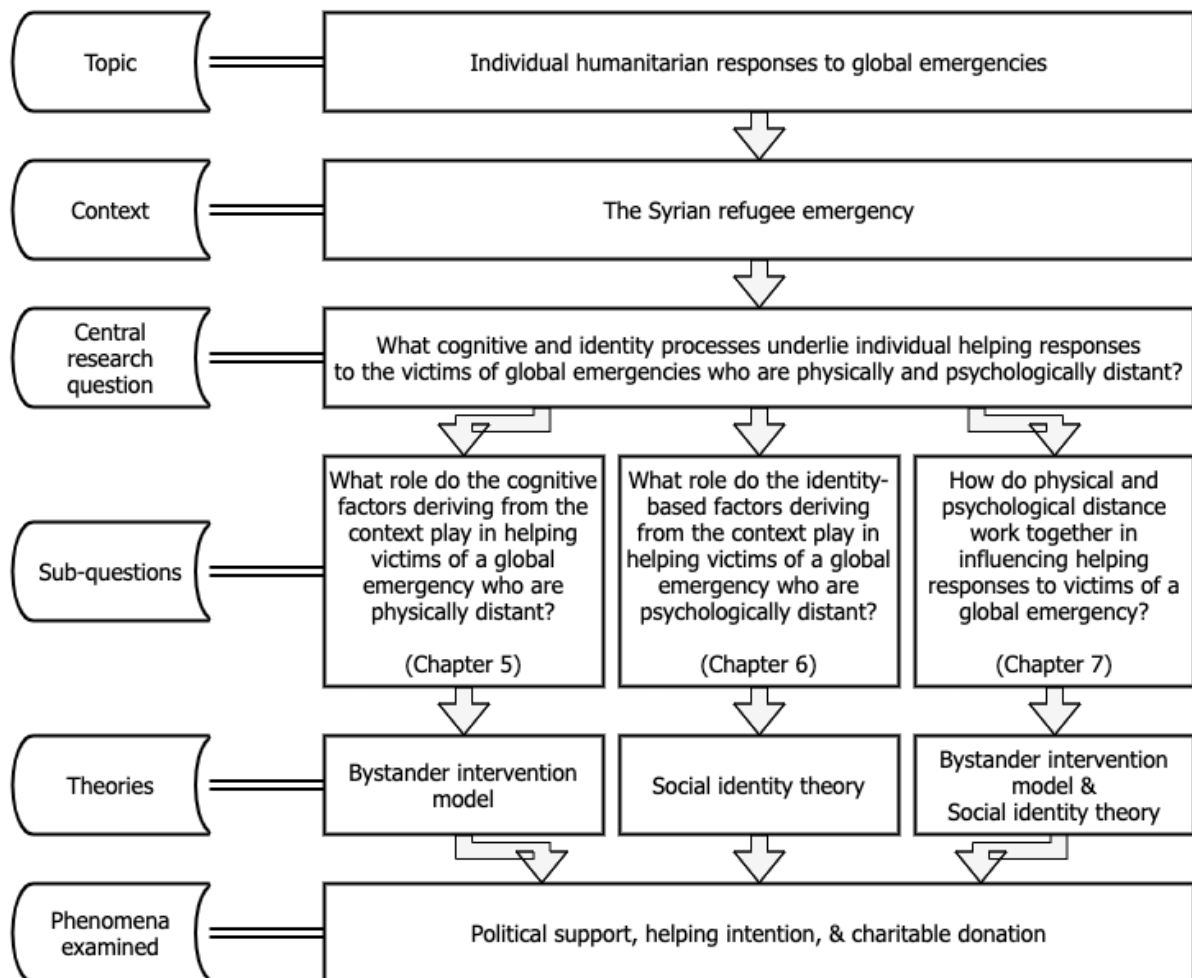 Topic
Individual humanitarian responses to global emergencies
Context
The Syrian refugee emergency
Central
research
question
What cognitive and identity processes underlie individual helping responses
to the victims of global emergencies who are physically and psychologically distant?
Sub-questions
What role do the cognitive
factors deriving from the
context play in helping
victims of a global
emergency who are
physically distant?
(Chapter 5)
What role do the identity-
based factors deriving
from the context play in
helping victims of a global
emergency who are
psychologically distant?
(Chapter 6)
How do physical and
psychological distance
work together in
influencing helping
responses to victims of a
global emergency?
(Chapter 7)
Theories
Bystander intervention
model
Social identity theory
Bystander intervention
model &
Social identity theory
Phenomena
examined
Political support, helping intention, & charitable donation